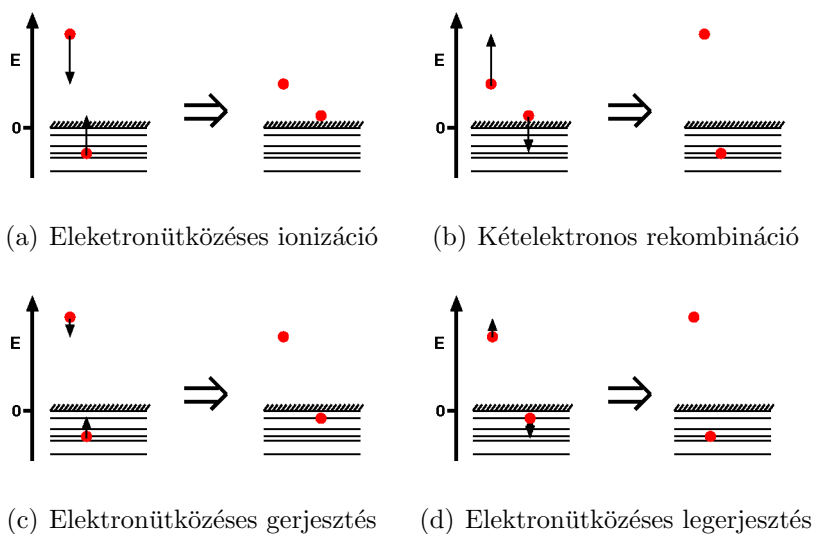 E
E
0
0
(a) Eleketronütközéses ionizáció
(b) Kételektronos rekombináció
E
E
0
0
(c) Elektronütközéses gerjesztés
(d) Elektronütközéses legerjesztés